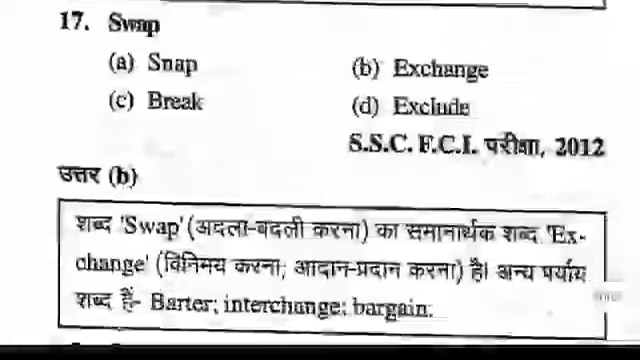 17. Swap
(a) Snap (b) Exchange
(c) Break (d) Exclude
S.S.C. F.C.I. परीक्षा, 2012
उत्तर (b)
शब्द 'Swap' (अदला-बदली करना) का समानार्थक शब्द 'Ex-
change' (विनिमय करना; आदान-प्रदान करना) है। अन्य पर्याय
शब्द हैं- Barter; interchange; bargain.